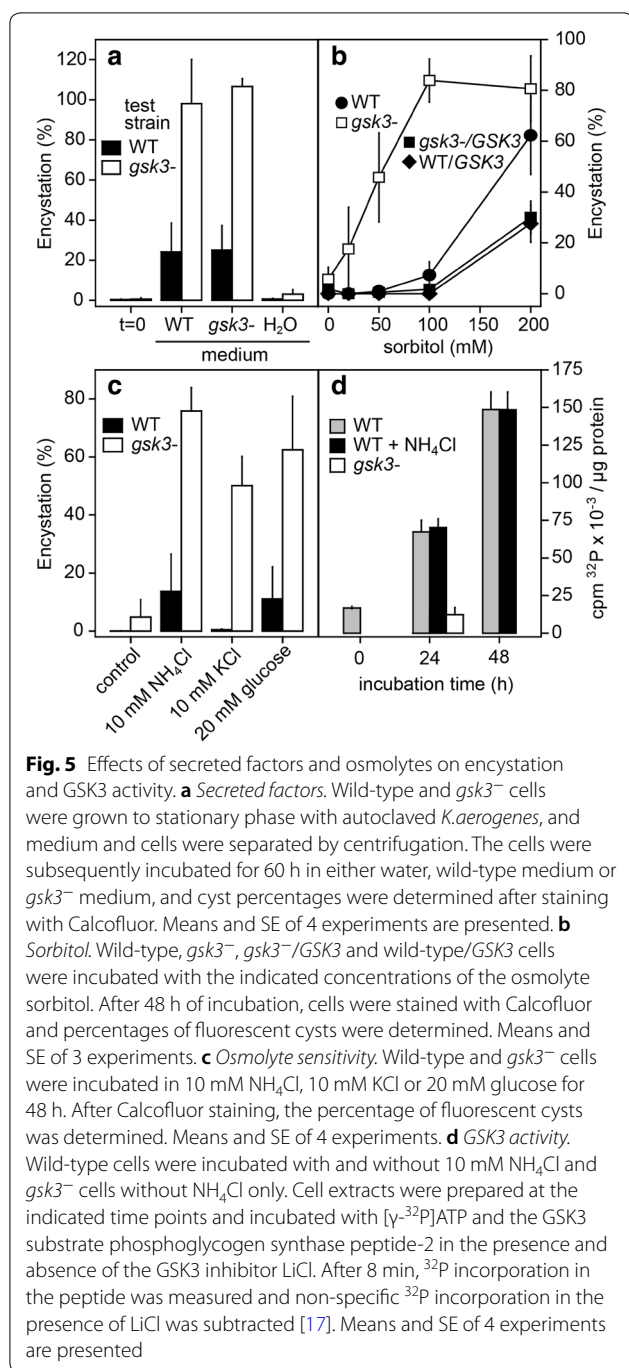 a
b
120
100
80
60
40
20
0
Encystation (%)
test
strain
WT
gsk3-
t=0 WT gsk3- H₂O
medium
100
80
60
40
20
0
Encystation (%)
WT
gsk3-
gsk3-/GSK3
WT/GSK3
0 50 100 150 200
sorbitol (mM)
c
d
80
60
40
20
0
Encystation (%)
WT
gsk3-
control
10 mM NH₄Cl
10 mM KCl
20 mM glucose
175
150
125
100
75
50
25
0
cpm ³²P x 10⁻³ / µg protein
WT
WT + NH₄Cl
gsk3-
0 24 48
incubation time (h)
Fig. 5 Effects of secreted factors and osmolytes on encystation
and GSK3 activity. a Secreted factors. Wild-type and gsk3⁻ cells
were grown to stationary phase with autoclaved K.aerogenes, and
medium and cells were separated by centrifugation. The cells were
subsequently incubated for 60 h in either water, wild-type medium or
gsk3⁻ medium, and cyst percentages were determined after staining
with Calcofluor. Means and SE of 4 experiments are presented. b
Sorbitol. Wild-type, gsk3⁻, gsk3⁻/GSK3 and wild-type/GSK3 cells
were incubated with the indicated concentrations of the osmolyte
sorbitol. After 48 h of incubation, cells were stained with Calcofluor
and percentages of fluorescent cysts were determined. Means and
SE of 3 experiments. c Osmolyte sensitivity. Wild-type and gsk3⁻ cells
were incubated in 10 mM NH₄Cl, 10 mM KCl or 20 mM glucose for
48 h. After Calcofluor staining, the percentage of fluorescent cysts
was determined. Means and SE of 4 experiments. d GSK3 activity.
Wild-type cells were incubated with and without 10 mM NH₄Cl and
gsk3⁻ cells without NH₄Cl only. Cell extracts were prepared at the
indicated time points and incubated with [γ-³²P]ATP and the GSK3
substrate phosphoglycogen synthase peptide-2 in the presence and
absence of the GSK3 inhibitor LiCl. After 8 min, ³²P incorporation in
the peptide was measured and non-specific ³²P incorporation in the
presence of LiCl was subtracted [17]. Means and SE of 4 experiments
are presented